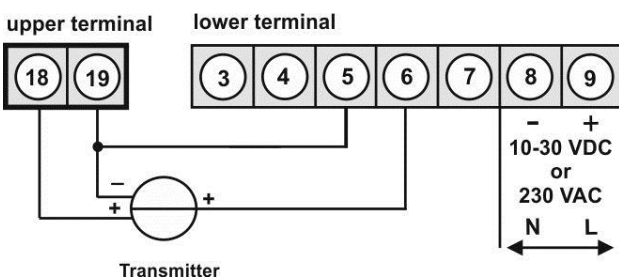 upper terminal
lower terminal
18 19
3 4 5 6 7 8 9
- +
10-30 VDC
or
230 VAC
N L
–
+ +
Transmitter